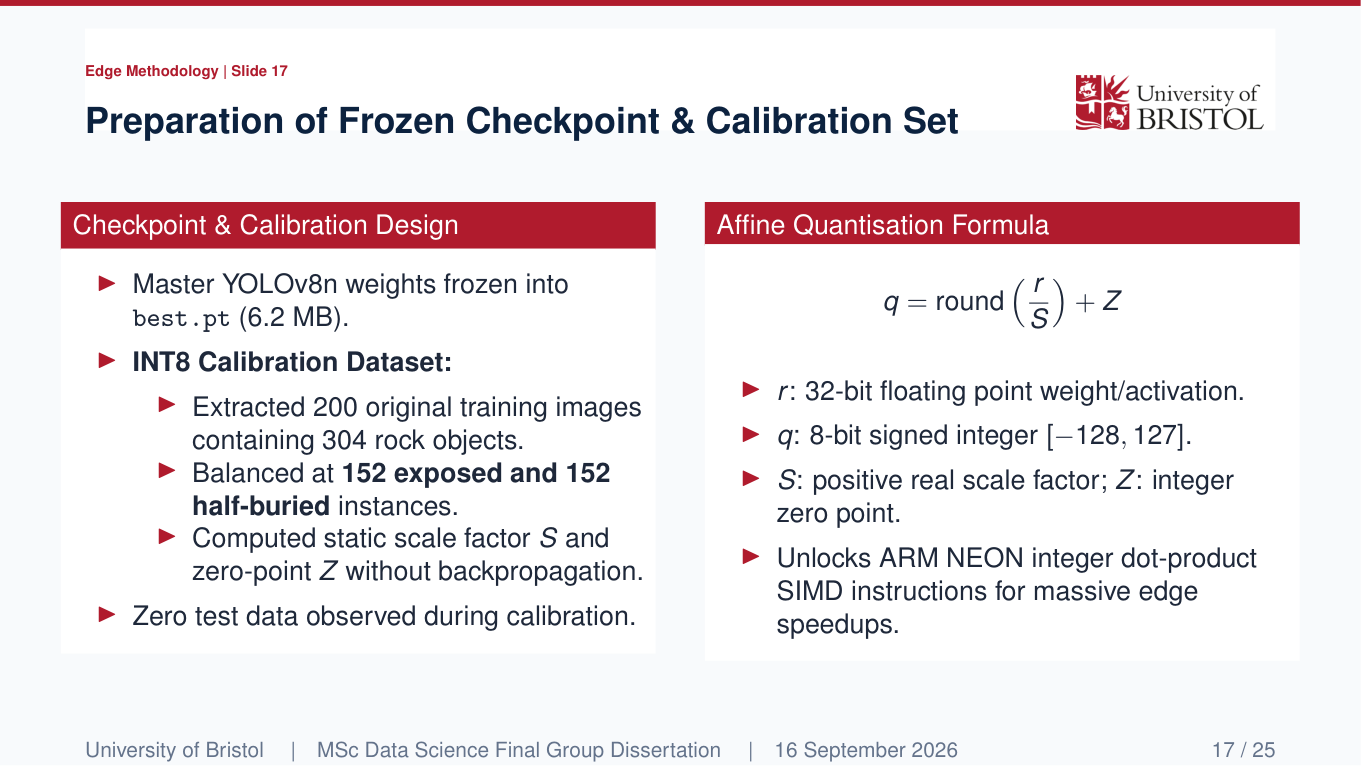 Edge Methodology | Slide 17
Preparation of Frozen Checkpoint & Calibration Set
University of
BRISTOL
Checkpoint & Calibration Design
► Master YOLOv8n weights frozen into
best.pt (6.2 MB).
► INT8 Calibration Dataset:
► Extracted 200 original training images
containing 304 rock objects.
► Balanced at 152 exposed and 152
half-buried instances.
► Computed static scale factor S and
zero-point Z without backpropagation.
► Zero test data observed during calibration.
Affine Quantisation Formula
q = round (r/S) + Z
► r: 32-bit floating point weight/activation.
► q: 8-bit signed integer [−128, 127].
► S: positive real scale factor; Z: integer
zero point.
► Unlocks ARM NEON integer dot-product
SIMD instructions for massive edge
speedups.
University of Bristol | MSc Data Science Final Group Dissertation | 16 September 2026 17 / 25